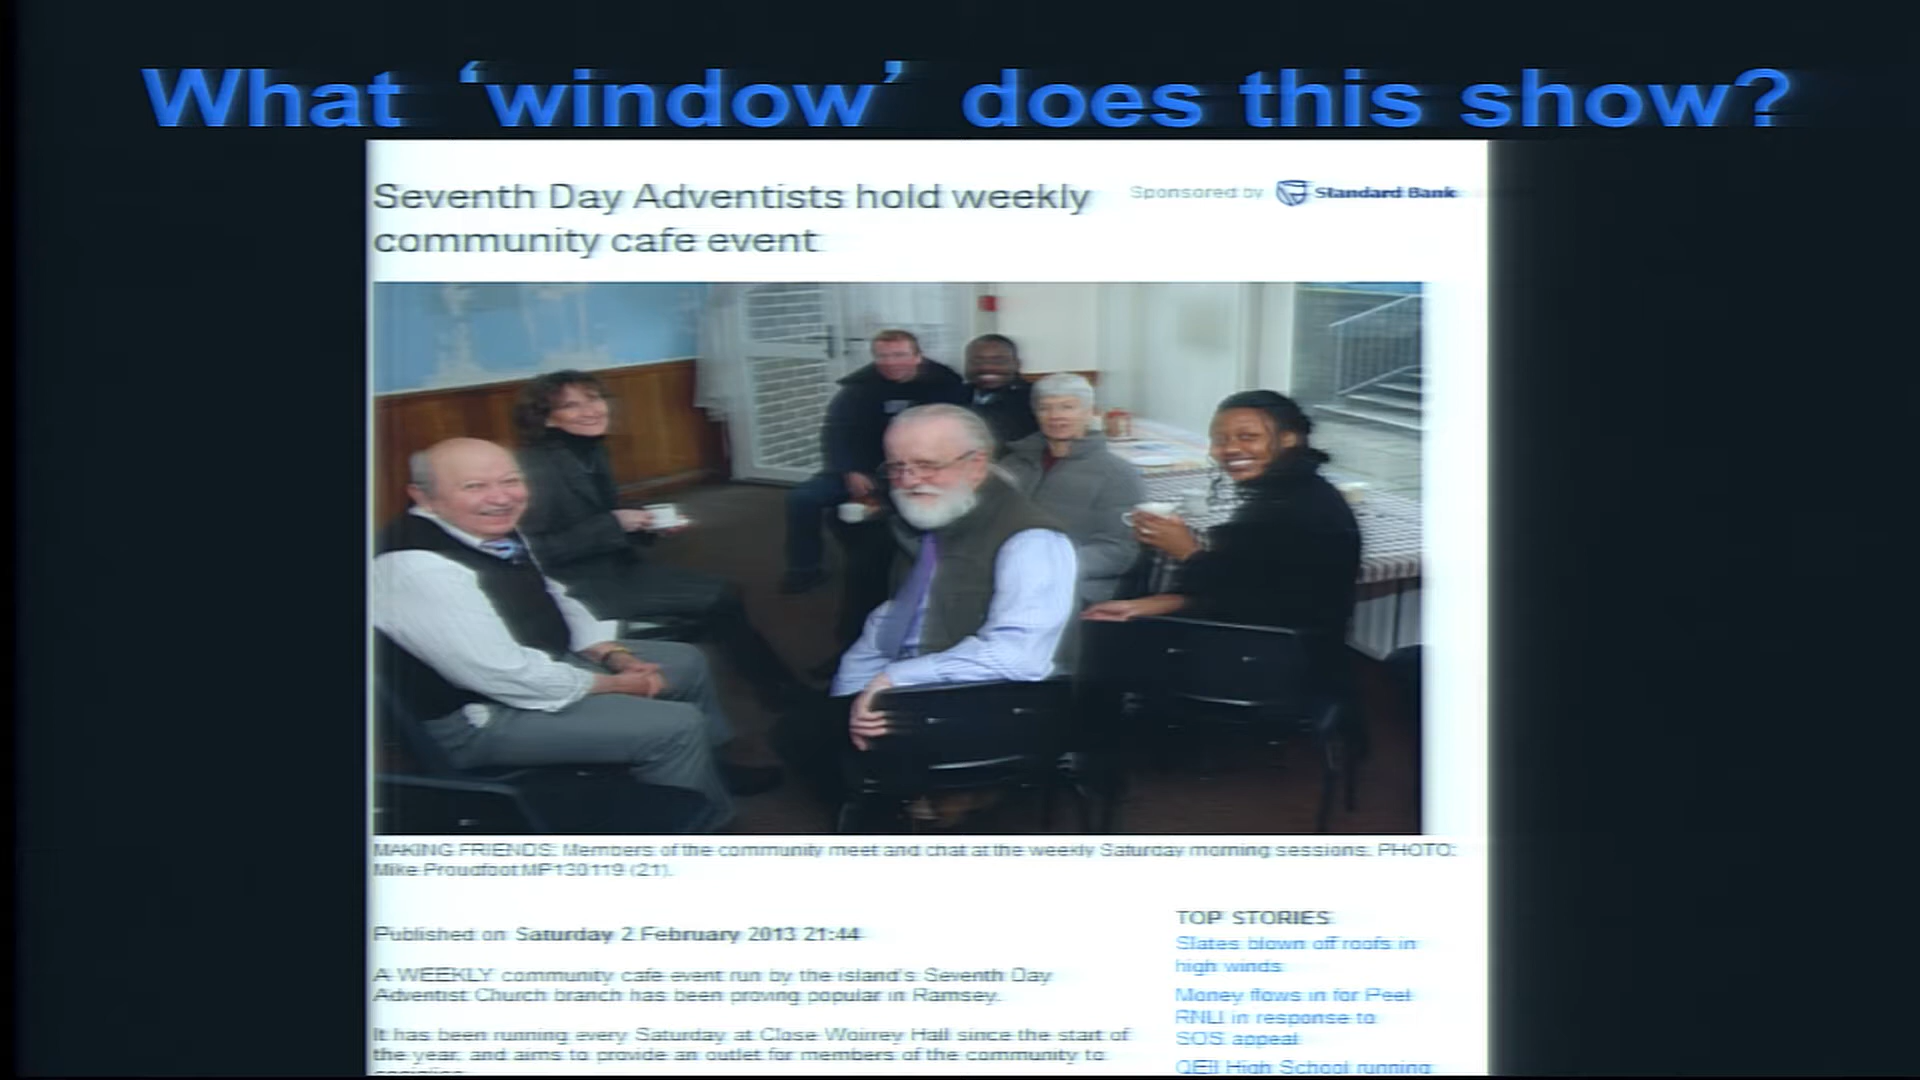 What ‘window’ does this show?
Seventh Day Adventists hold weekly
community cafe event
Sponsored by Standard Bank
MAKING FRIENDS: Members of the community meet and chat at the weekly Saturday morning sessions. PHOTO:
Mike Proudfoot MP130119 (21).
Published on Saturday 2 February 2013 21:44
A WEEKLY community cafe event run by the island's Seventh Day
Adventist Church branch has been proving popular in Ramsey.
It has been running every Saturday at Close Woirrey Hall since the start of
the year, and aims to provide an outlet for members of the community to
TOP STORIES
Slates blown off roofs in
high winds
Money flows in for Peel
RNLI in response to
SOS appeal
QEII High School running